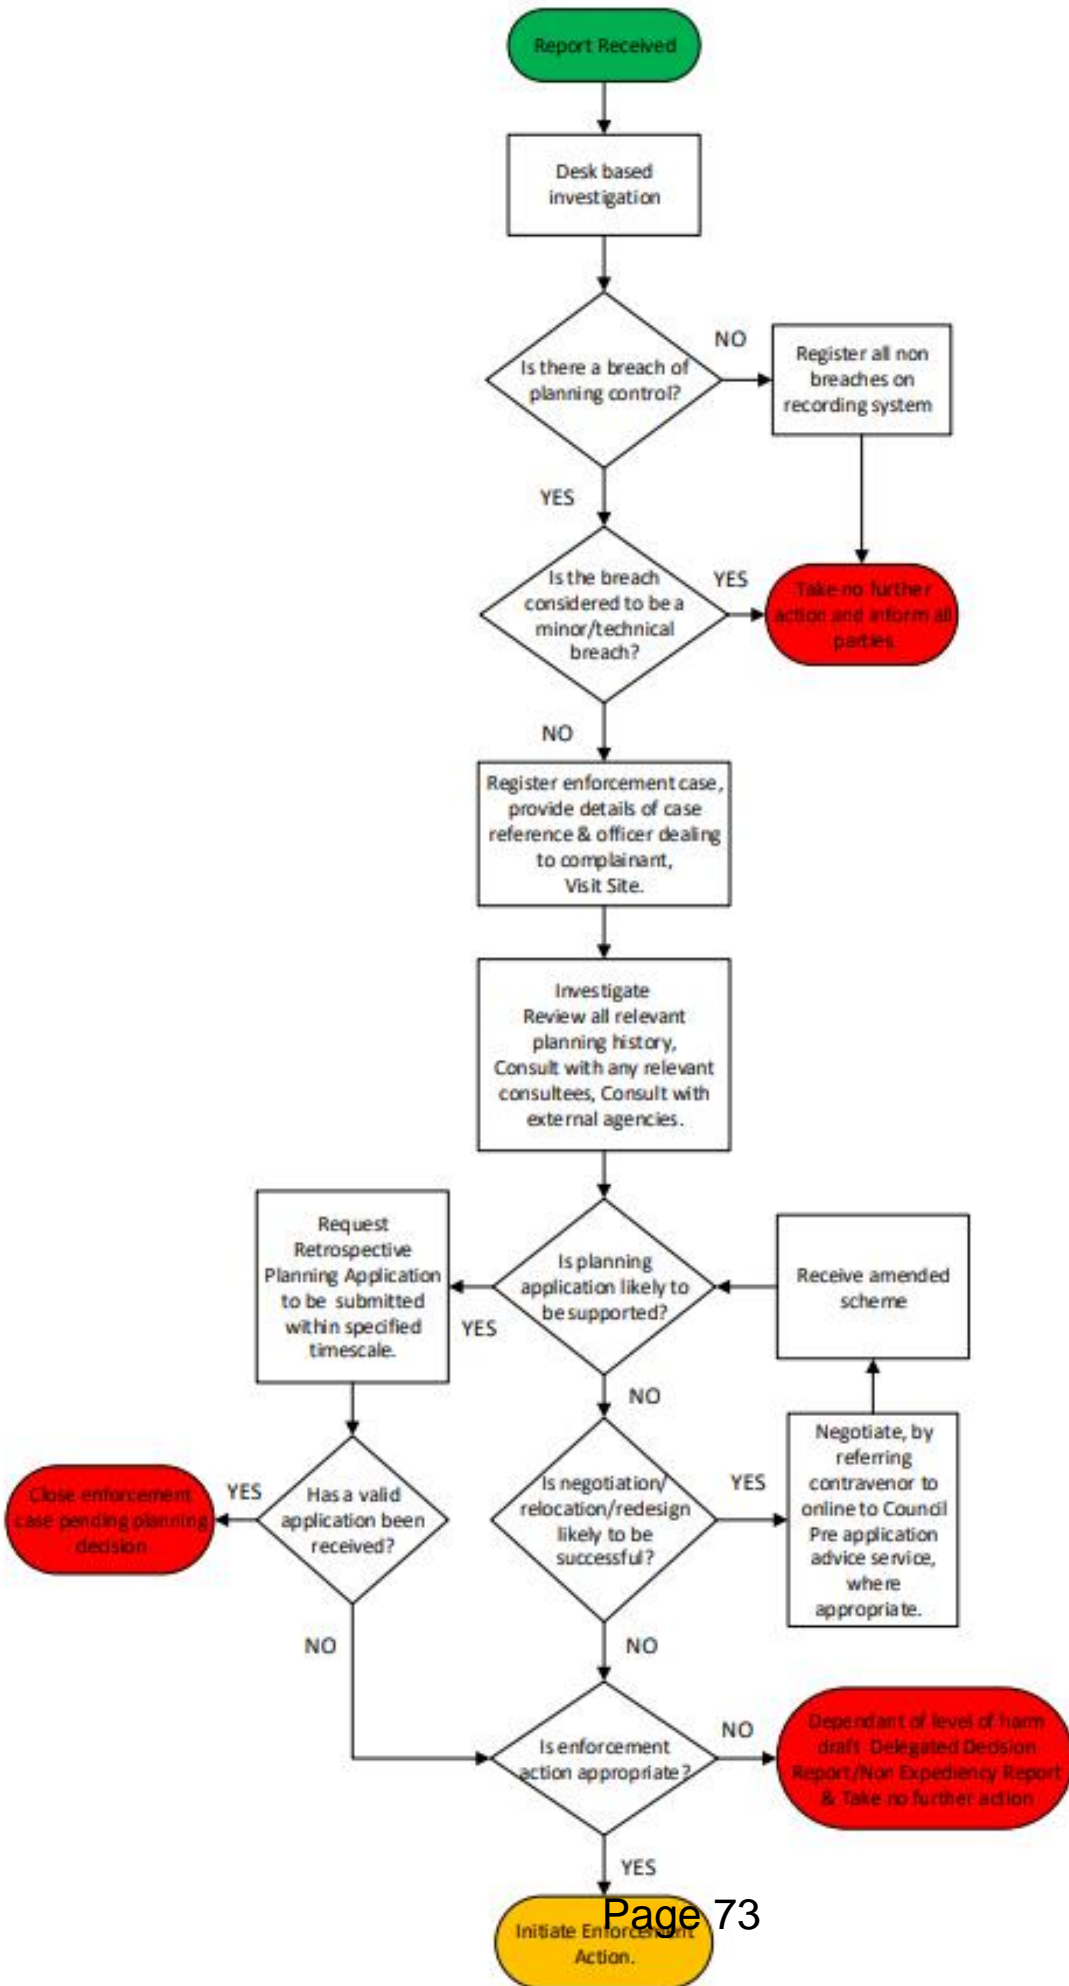 Report Received
Desk based
investigation
Is there a breach of
planning control?
NO
Register all non
breaches on
recording system
YES
Is the breach
considered to be a
minor/technical
breach?
YES
Take no further
action and inform all
parties.
NO
Register enforcement case,
provide details of case
reference & officer dealing
to complainant,
Visit Site.
Investigate
Review all relevant
planning history,
Consult with any relevant
consultees, Consult with
external agencies.
Request
Retrospective
Planning Application
to be submitted
within specified
timescale.
YES
Is planning
application likely to
be supported?
Receive amended
scheme
NO
Close enforcement
case pending planning
decision
YES
Has a valid
application been
received?
Is negotiation/
relocation/redesign
likely to be
successful?
YES
Negotiate, by
referring
contravenor to
online to Council
Pre application
advice service,
where
appropriate.
NO
NO
Is enforcement
action appropriate?
NO
Dependant of level of harm
draft Delegated Decision
Report/Non Expediency Report
& Take no further action
YES
Initiate Enforcement
Action.
Page 73